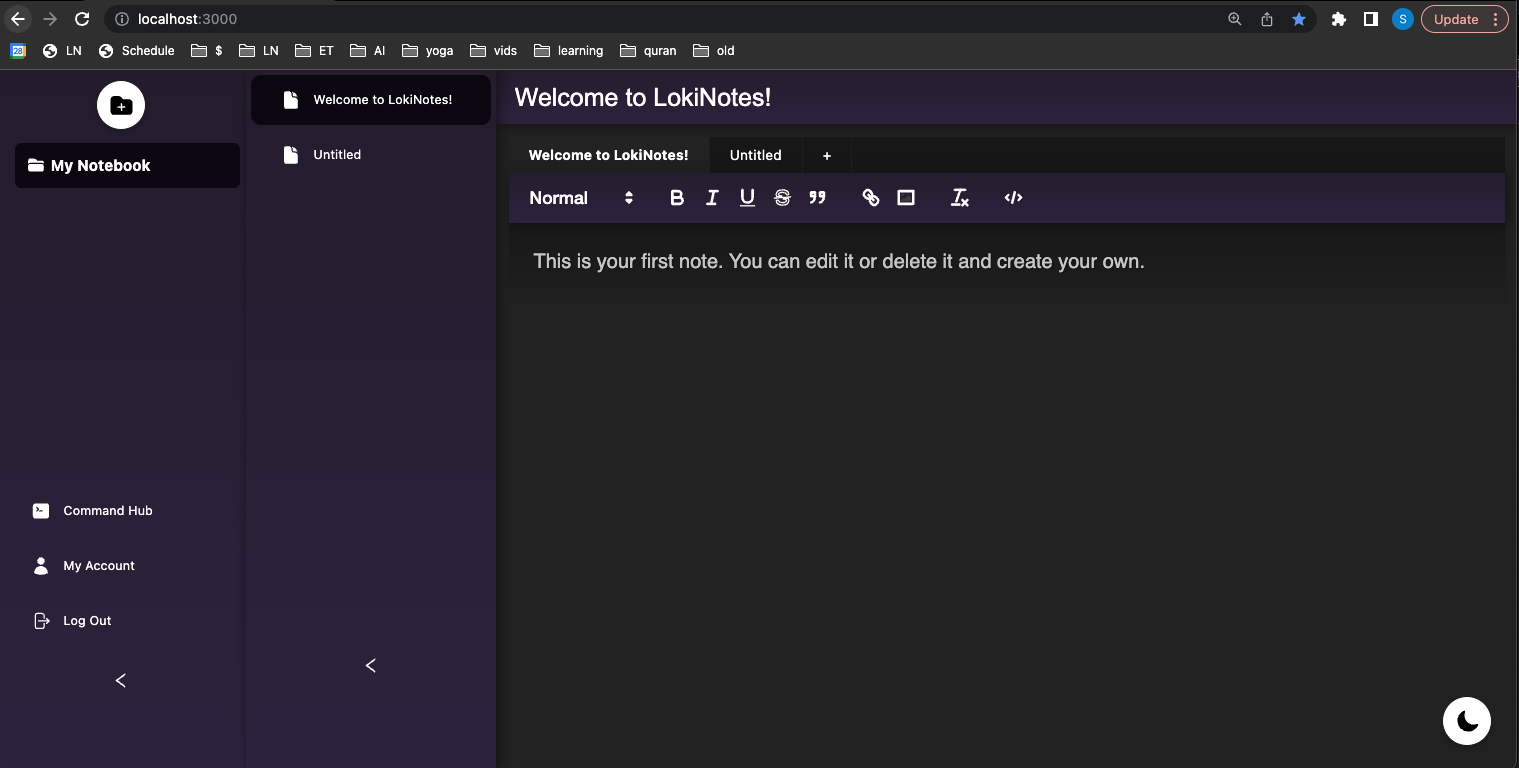 localhost:3000
S
Update
28
LN
Schedule
$
LN
ET
AI
yoga
vids
learning
quran
old
My Notebook
Command Hub
My Account
Log Out
Welcome to LokiNotes!
Untitled
Welcome to LokiNotes!
Welcome to LokiNotes! Untitled +
Normal B I U S </>
This is your first note. You can edit it or delete it and create your own.